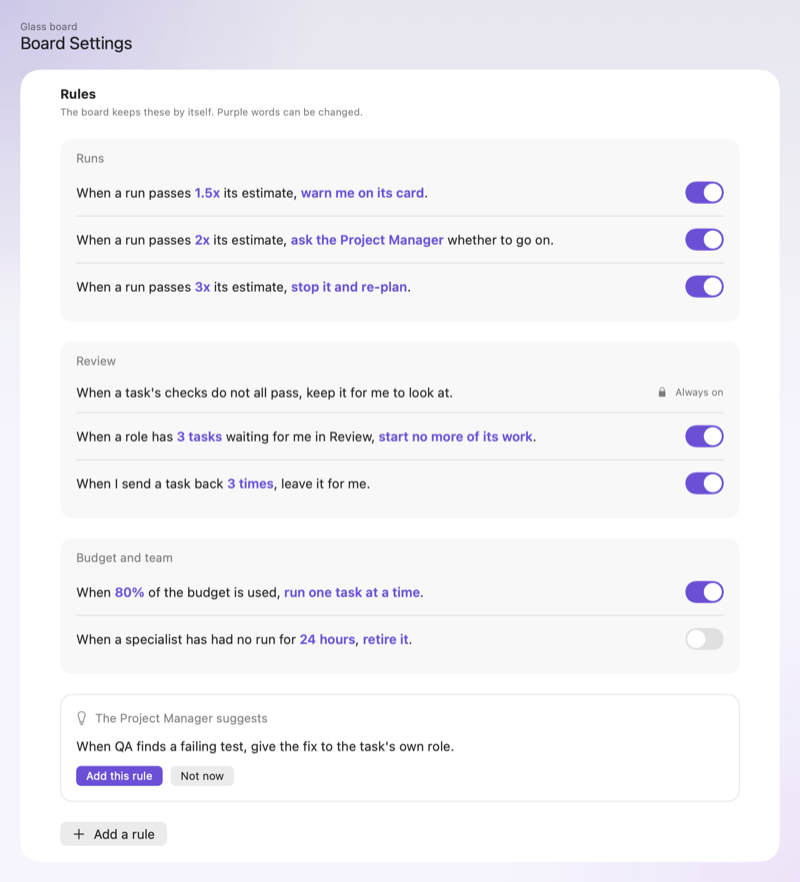 Glass board
Board Settings
Rules
The board keeps these by itself. Purple words can be changed.
Runs
When a run passes 1.5x its estimate, warn me on its card.
When a run passes 2x its estimate, ask the Project Manager whether to go on.
When a run passes 3x its estimate, stop it and re-plan.
Review
When a task's checks do not all pass, keep it for me to look at.
Always on
When a role has 3 tasks waiting for me in Review, start no more of its work.
When I send a task back 3 times, leave it for me.
Budget and team
When 80% of the budget is used, run one task at a time.
When a specialist has had no run for 24 hours, retire it.
The Project Manager suggests
When QA finds a failing test, give the fix to the task's own role.
Add this rule
Not now
+ Add a rule